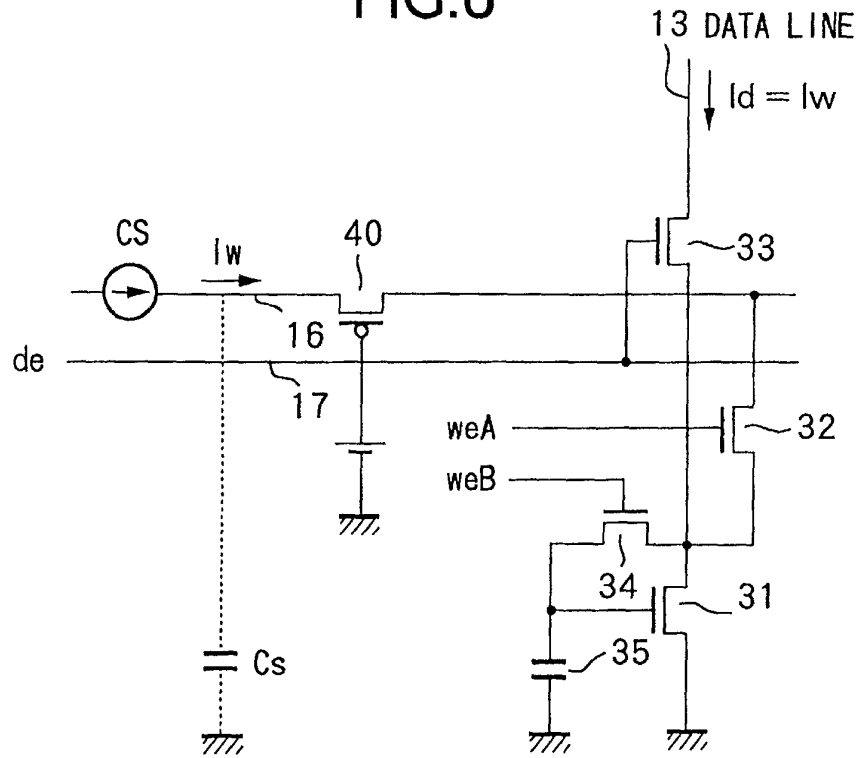 13 DATA LINE
Id = Iw
CS
Iw
40
33
16
de
17
weA
32
weB
34
31
35
Cs